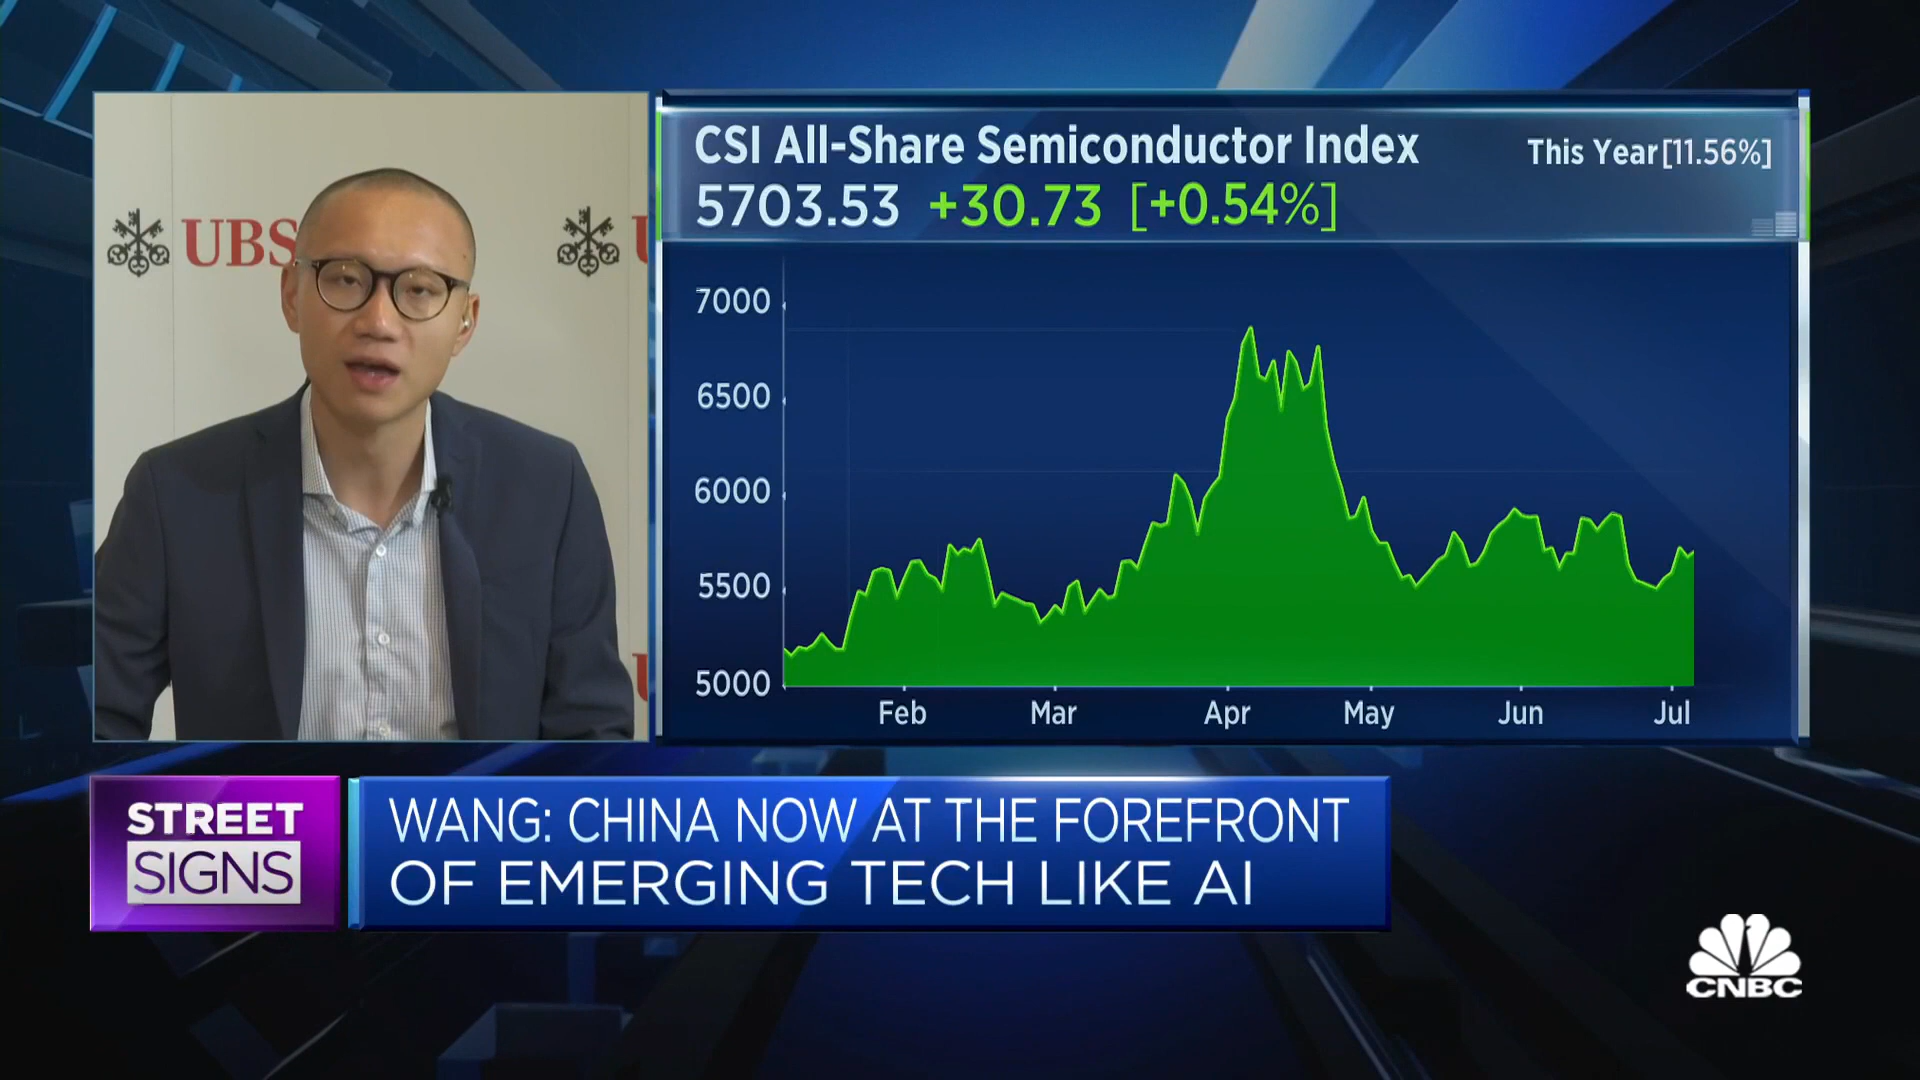 UBS
CSI All-Share Semiconductor Index
This Year[11.56%]
5703.53 +30.73 [+0.54%]
7000
6500
6000
5500
5000
Feb Mar Apr May Jun Jul
STREET
SIGNS
WANG: CHINA NOW AT THE FOREFRONT
OF EMERGING TECH LIKE AI
CNBC